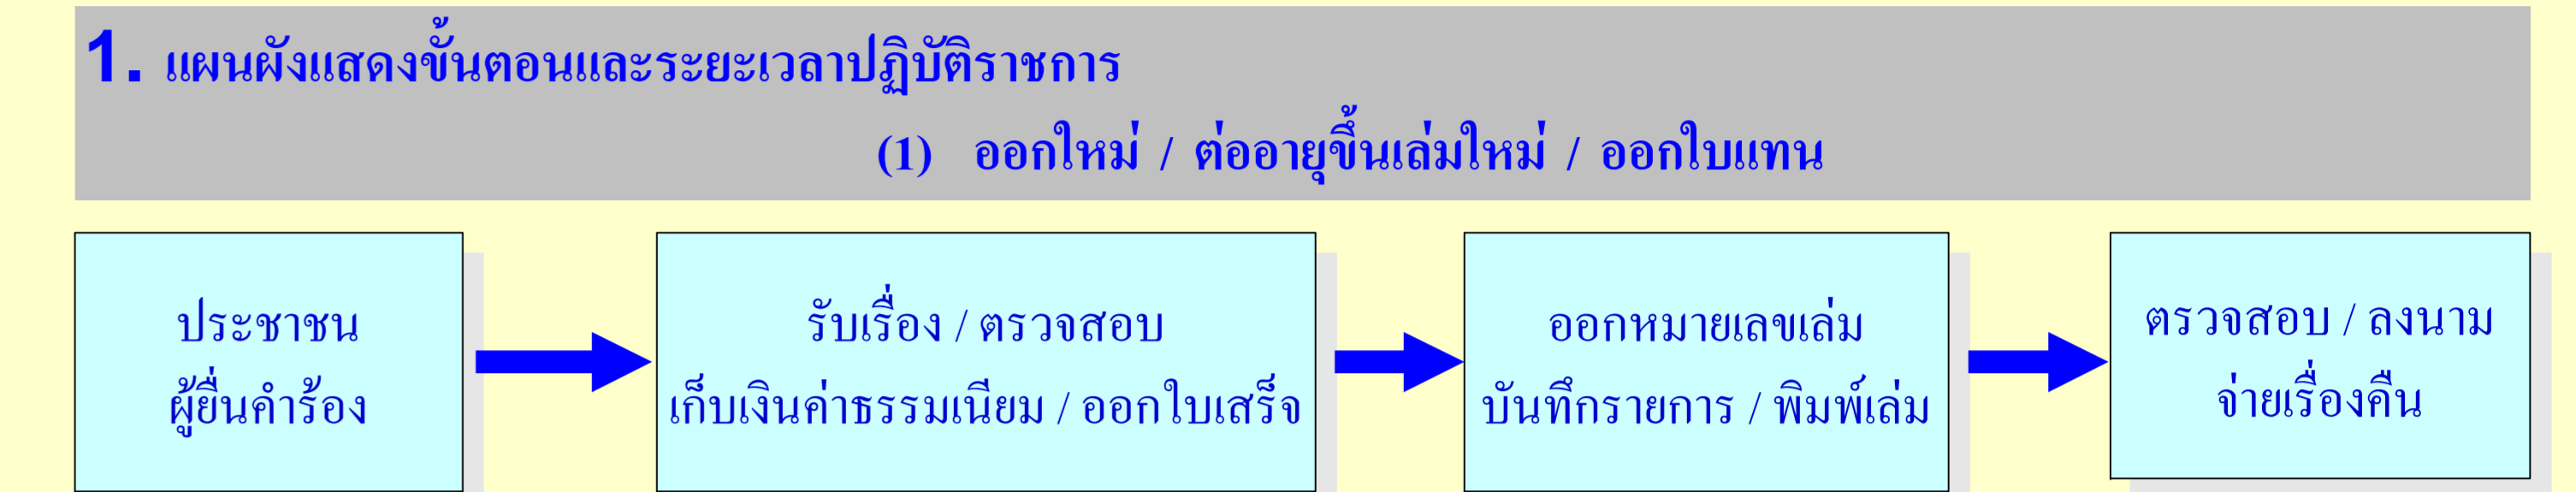 1. แผนผังแสดงขั้นตอนและระยะเวลาปฏิบัติราชการ
(1) ออกใหม่ / ต่ออายุขึ้นเล่มใหม่ / ออกใบแทน
ประชาชน
ผู้ยื่นคำร้อง
รับเรื่อง / ตรวจสอบ
เก็บเงินค่าธรรมเนียม / ออกใบเสร็จ
ออกหมายเลขเล่ม
บันทึกรายการ / พิมพ์เล่ม
ตรวจสอบ / ลงนาม
จ่ายเรื่องคืน